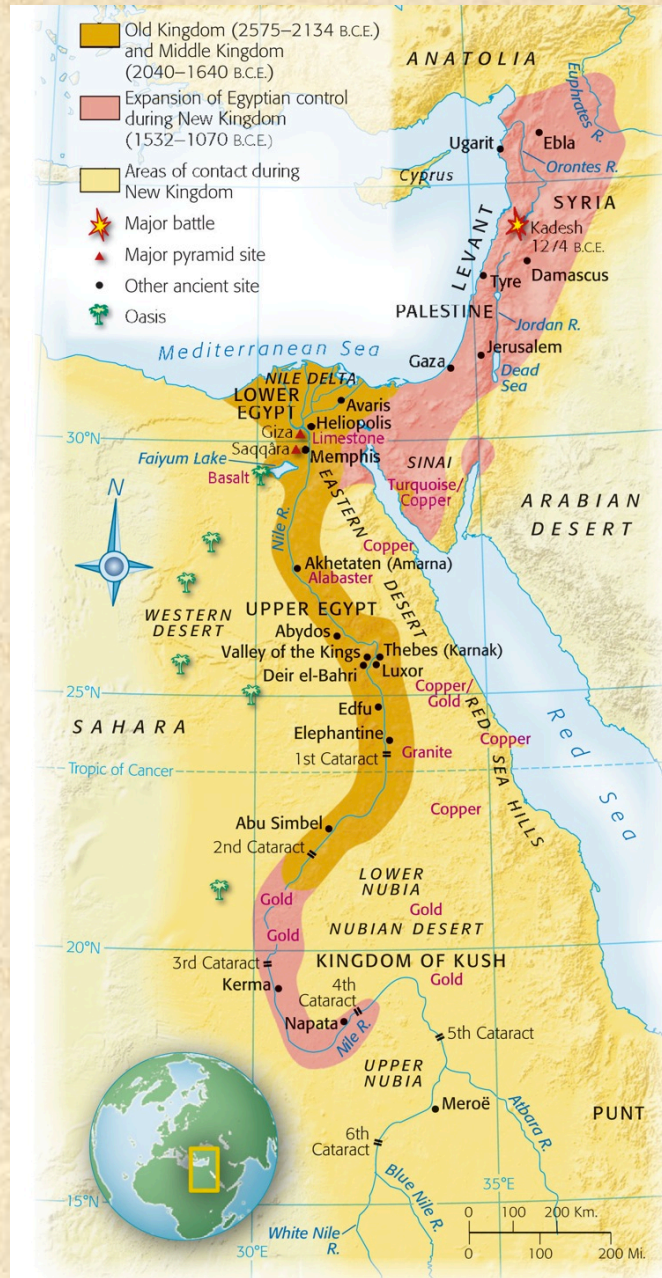 Old Kingdom (2575–2134 B.C.E.)
and Middle Kingdom
(2040–1640 B.C.E.)
Expansion of Egyptian control
during New Kingdom
(1532–1070 B.C.E.)
Areas of contact during
New Kingdom
Major battle
Major pyramid site
Other ancient site
Oasis
ANATOLIA
Euphrates R.
Ugarit
Ebla
Orontes R.
Cyprus
SYRIA
LEVANT
Kadesh
12/4 B.C.E.
Damascus
Tyre
PALESTINE
Jordan R.
Mediterranean Sea
Jerusalem
Gaza
Dead
Sea
NILE DELTA
LOWER
EGYPT
Avaris
Heliopolis
Giza
Limestone
30°N
Saqqâra
Memphis
SINAI
Faiyum Lake
Basalt
Turquoise/
Copper
N
EASTERN
DESERT
ARABIAN
DESERT
Nile R.
Copper
Akhetaten (Amarna)
Alabaster
WESTERN
DESERT
UPPER EGYPT
Abydos
Valley of the Kings
Thebes (Karnak)
Deir el-Bahri
Luxor
25°N
Copper/
Gold
SAHARA
Edfu
RED
SEA HILLS
Red Sea
Elephantine
Copper
1st Cataract
Granite
Tropic of Cancer
Copper
Abu Simbel
2nd Cataract
LOWER
NUBIA
Gold
Gold
NUBIAN DESERT
Gold
20°N
3rd Cataract
KINGDOM OF KUSH
Gold
Kerma
4th
Cataract
Napata
Nile R.
5th Cataract
UPPER
NUBIA
Meroë
Atbara R.
PUNT
6th
Cataract
Blue Nile R.
35°E
15°N
White Nile
R.
30°E
0 100 200 Km.
0 100 200 Mi.